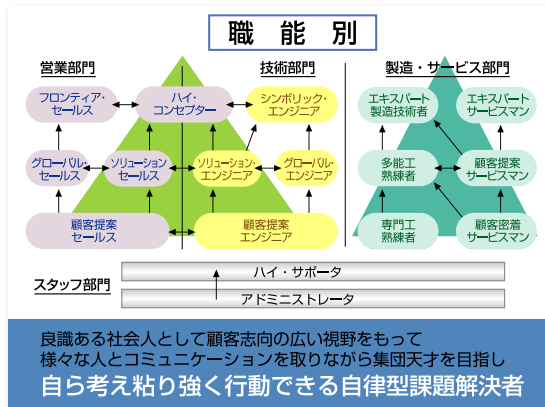 職 能 別
営業部門
技術部門
製造・サービス部門
フロンティア・
セールス
ハイ・
コンセプター
シンボリック・
エンジニア
エキスパート
製造技術者
エキスパート
サービスマン
グローバル・
セールス
ソリューション
セールス
ソリューション・
エンジニア
グローバル・
エンジニア
多能工
熟練者
顧客提案
サービスマン
顧客提案
セールス
顧客提案
エンジニア
専門工
熟練者
顧客密着
サービスマン
スタッフ部門
ハイ・サポータ
アドミニストレータ
良識ある社会人として顧客志向の広い視野をもって
様々な人とコミュニケーションを取りながら集団天才を目指し
自ら考え粘り強く行動できる自律型課題解決者